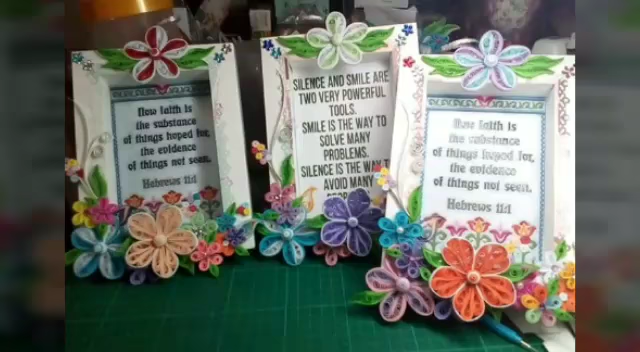 Now faith is
the substance
of things hoped for,
the evidence
of things not seen.
Hebrews 11:1
SILENCE AND SMILE ARE
TWO VERY POWERFUL
TOOLS.
SMILE IS THE WAY TO
SOLVE MANY
PROBLEMS.
SILENCE IS THE WAY T
AVOID MANY
Now faith is
the substance
of things hoped for,
the evidence
of things not seen.
Hebrews 11:1